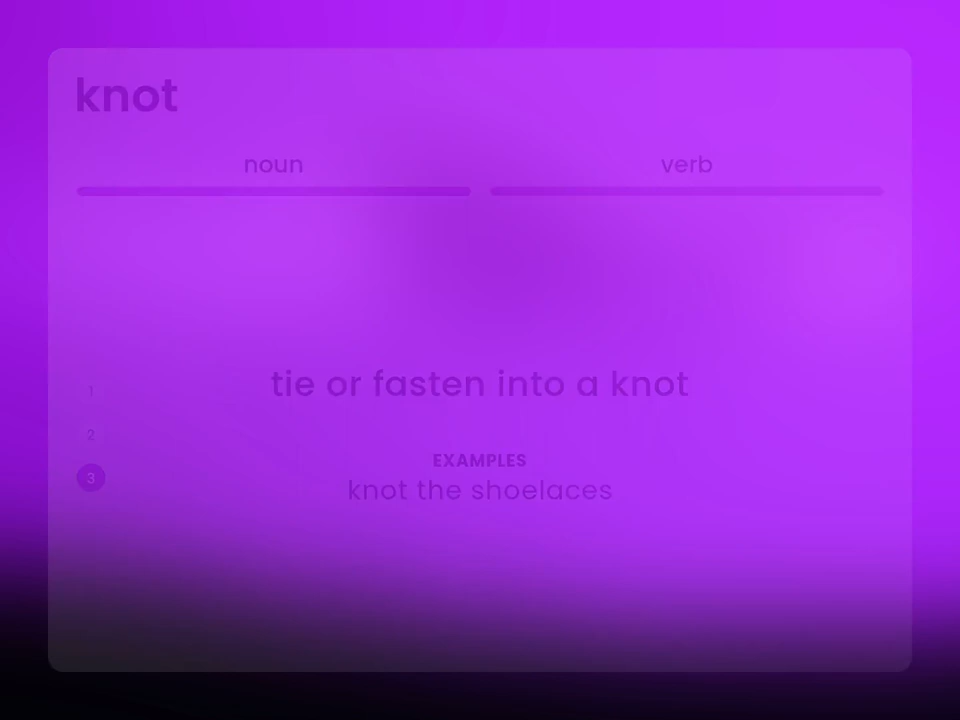 knot
noun
verb
tie or fasten into a knot
1
2
3
EXAMPLES
knot the shoelaces